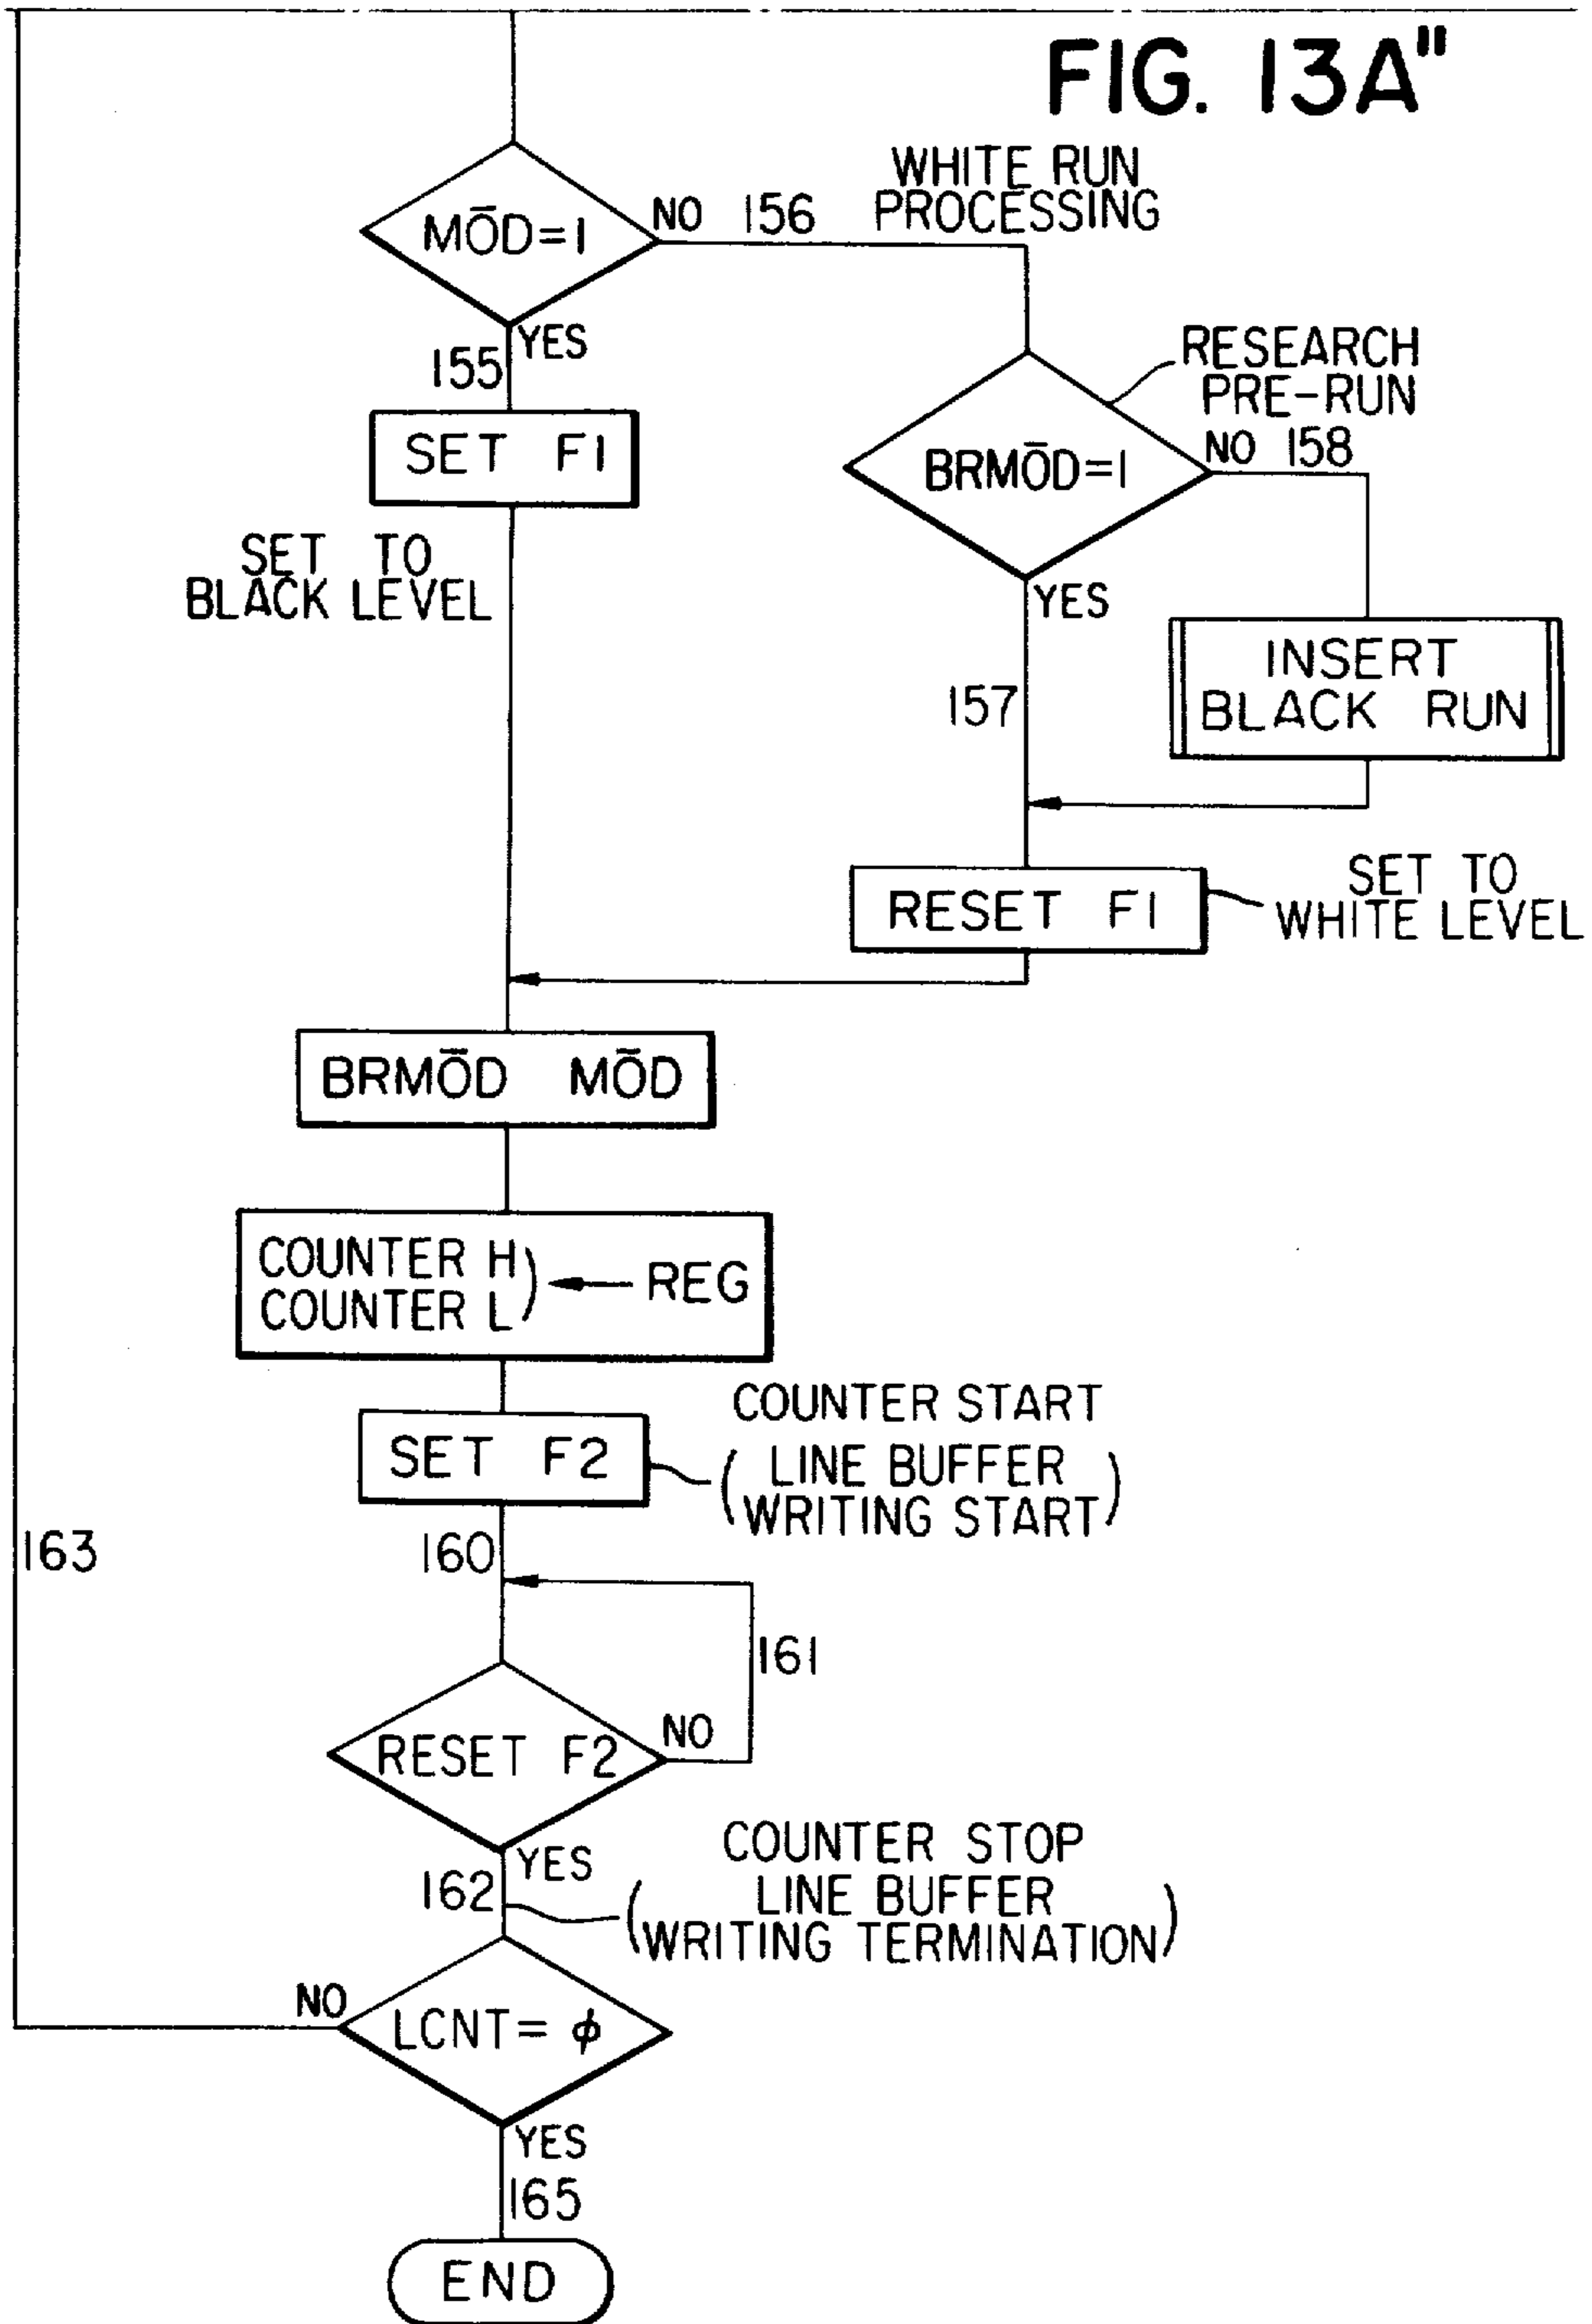 FIG. 13A"
WHITE RUN
PROCESSING
MŌD=1
NO 156
YES
155
SET F1
SET TO
BLACK LEVEL
RESEARCH
PRE-RUN
BRMŌD=1
NO 158
YES
157
INSERT
BLACK RUN
RESET F1
SET TO
WHITE LEVEL
BRMŌD MŌD
COUNTER H
COUNTER L) ← REG
SET F2
COUNTER START
(LINE BUFFER
WRITING START)
160
161
RESET F2
NO
YES
162
COUNTER STOP
(LINE BUFFER
WRITING TERMINATION)
163
NO
LCNT= ϕ
YES
165
END